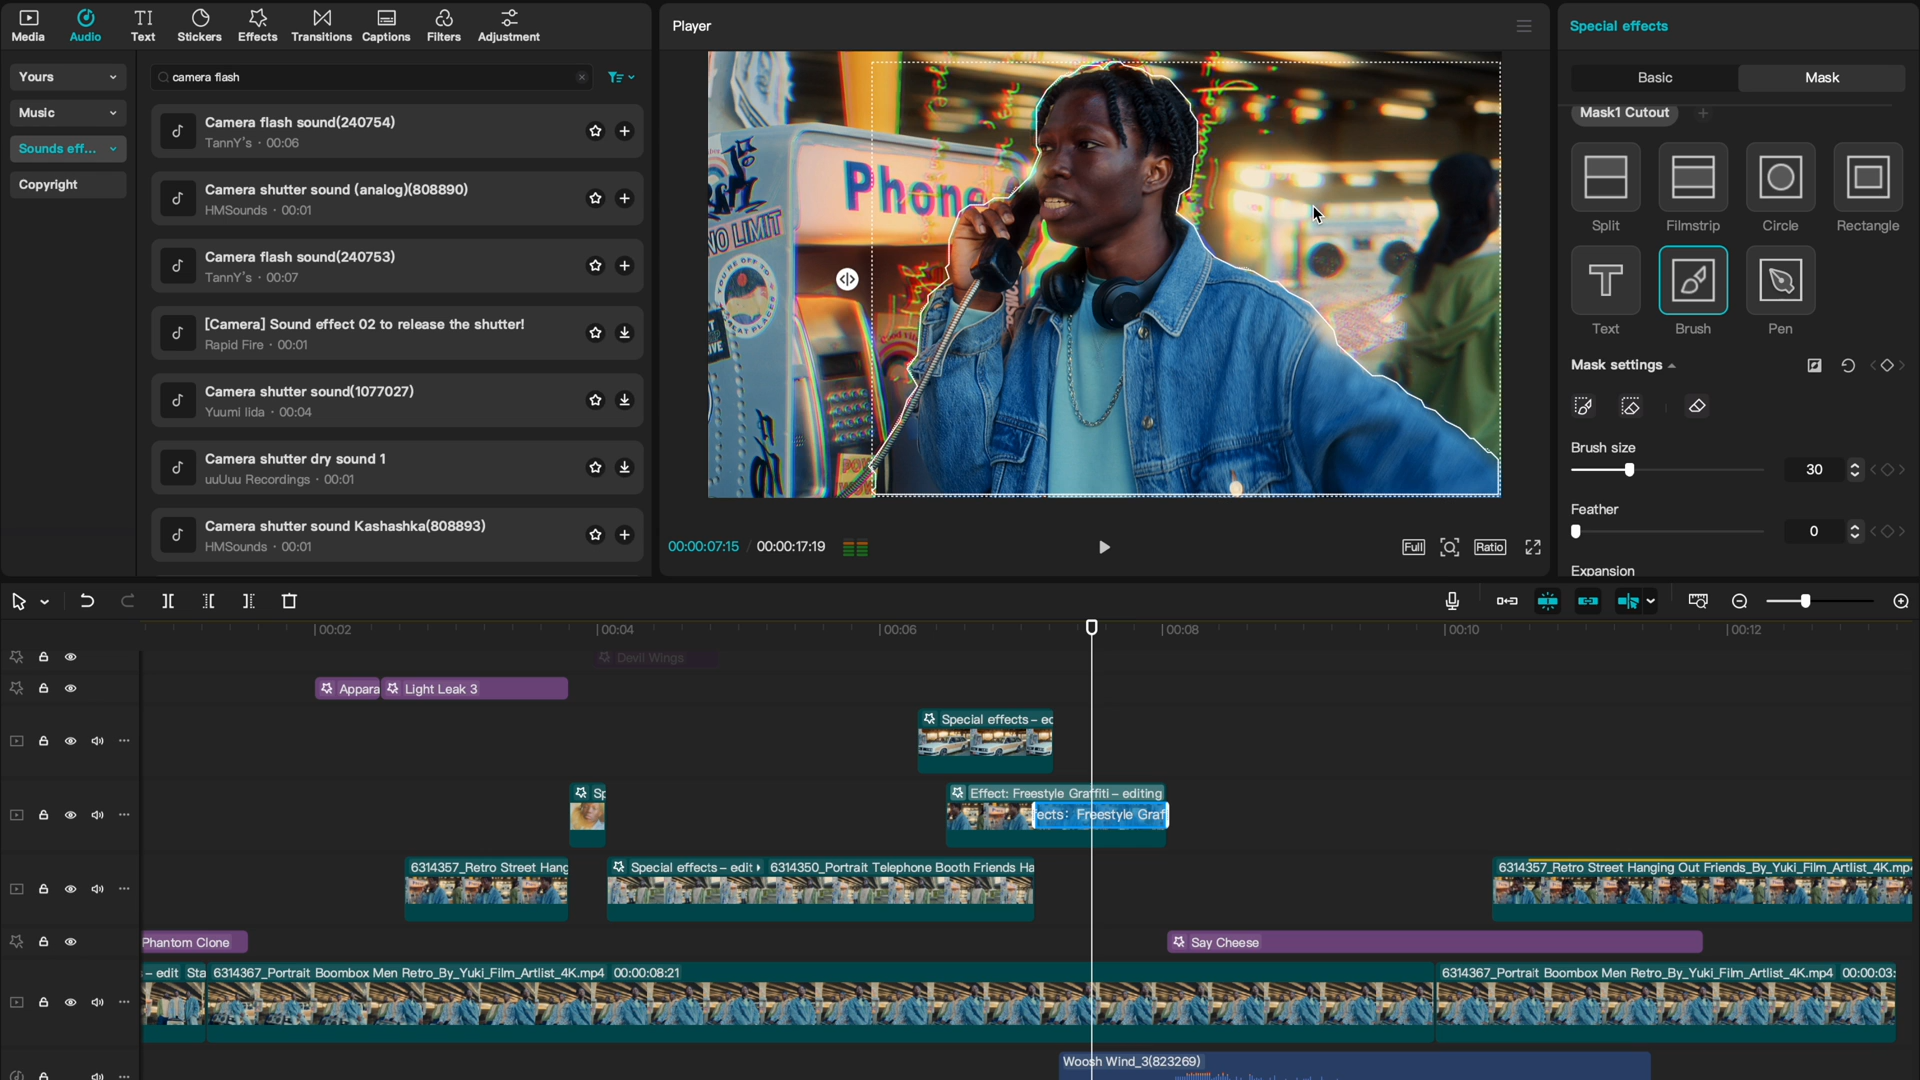 Media
Audio
Text
Stickers
Effects
Transitions
Captions
Filters
Adjustment
Yours
Music
Sounds eff...
Copyright
camera flash
Camera flash sound(240754)
TannY's · 00:06
Camera shutter sound (analog)(808890)
HMSounds · 00:01
Camera flash sound(240753)
TannY's · 00:07
[Camera] Sound effect 02 to release the shutter!
Rapid Fire · 00:01
Camera shutter sound(1077027)
Yuumi Iida · 00:04
Camera shutter dry sound 1
uuUuu Recordings · 00:01
Camera shutter sound Kashashka(808893)
HMSounds · 00:01
Player
Phone
NO LIMIT
00:00:07:15 / 00:00:17:19
Full
Ratio
Special effects
Basic
Mask
Mask1 Cutout
Split
Filmstrip
Circle
Rectangle
Text
Brush
Pen
Mask settings
Brush size
30
Feather
0
Expansion
00:02
00:04
00:06
00:08
00:10
00:12
Devil Wings
Appara
Light Leak 3
Special effects – ed
Sp
Effect: Freestyle Graffiti – editing
ects: Freestyle Graf
6314357_Retro Street Hang
Special effects – edit
6314350_Portrait Telephone Booth Friends Ha
6314357_Retro Street Hanging Out Friends_By_Yuki_Film_Artlist_4K.mp4
Phantom Clone
Say Cheese
– edit
Sta
6314367_Portrait Boombox Men Retro_By_Yuki_Film_Artlist_4K.mp4 00:00:08:21
6314367_Portrait Boombox Men Retro_By_Yuki_Film_Artlist_4K.mp4 00:00:03:
Woosh Wind_3(823269)